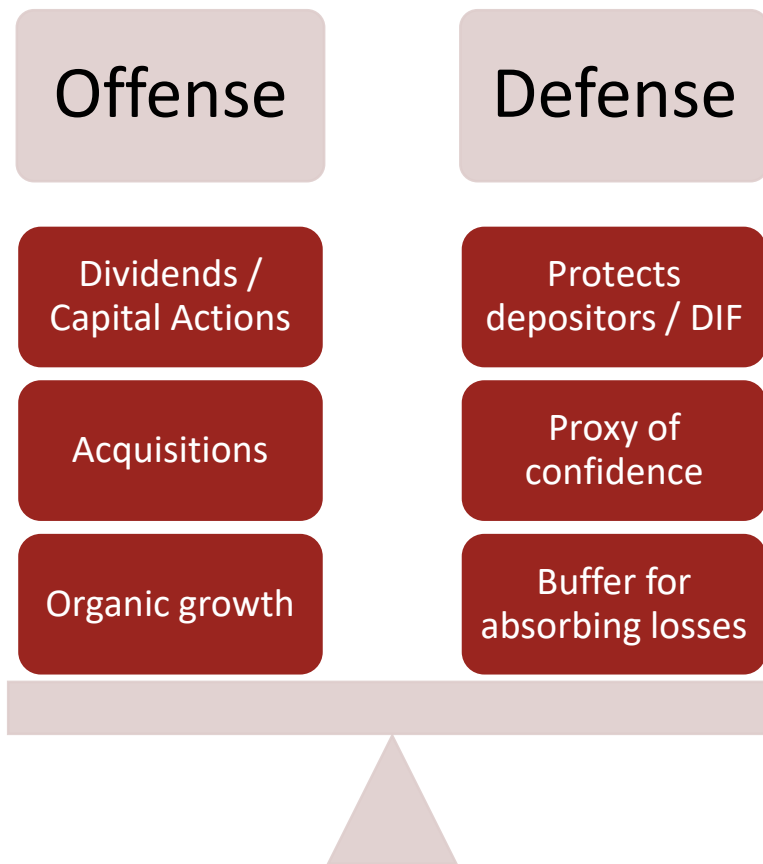 Offense
Defense
Dividends /
Capital Actions
Protects
depositors / DIF
Acquisitions
Proxy of
confidence
Organic growth
Buffer for
absorbing losses